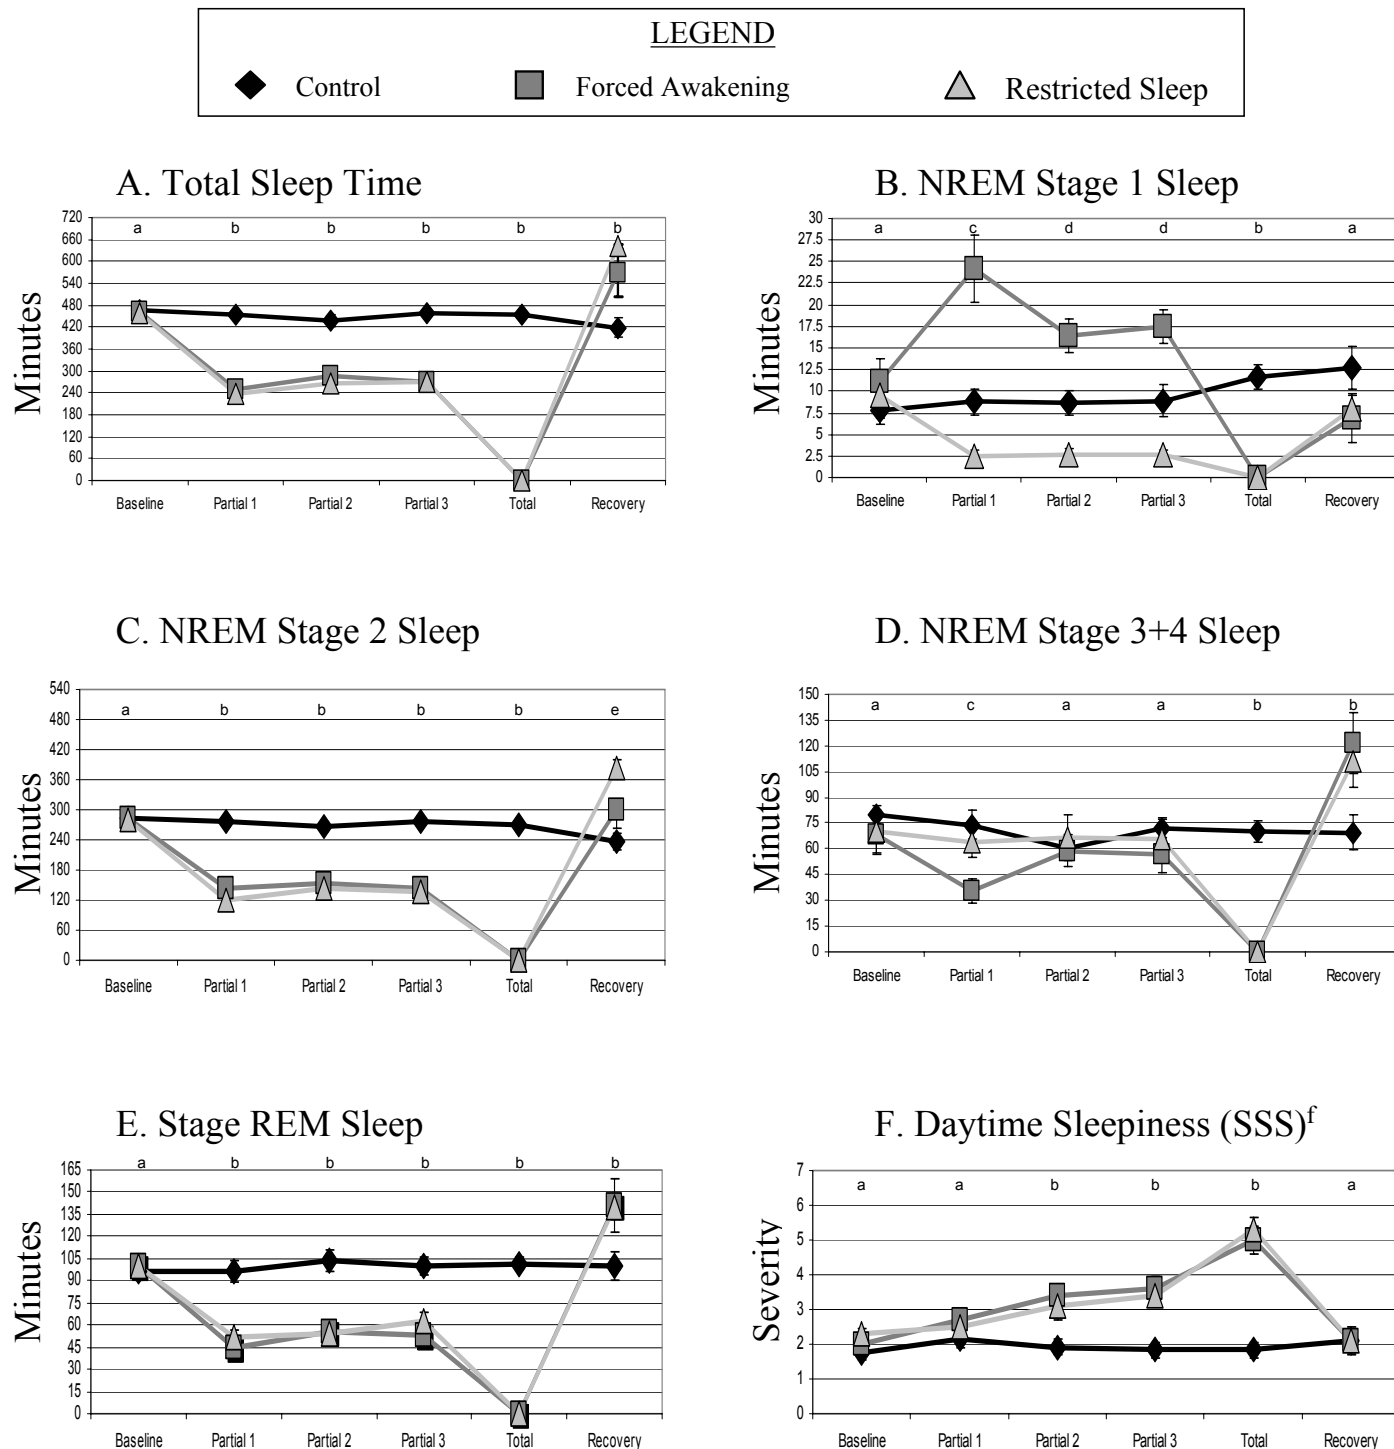 LEGEND
Control Forced Awakening Restricted Sleep
A. Total Sleep Time
Minutes
720
660
600
540
480
420
360
300
240
180
120
60
0
a b b b b b
Baseline Partial 1 Partial 2 Partial 3 Total Recovery
B. NREM Stage 1 Sleep
Minutes
30
27.5
25
22.5
20
17.5
15
12.5
10
7.5
5
2.5
0
a c d d b a
Baseline Partial 1 Partial 2 Partial 3 Total Recovery
C. NREM Stage 2 Sleep
Minutes
540
480
420
360
300
240
180
120
60
0
a b b b b e
Baseline Partial 1 Partial 2 Partial 3 Total Recovery
D. NREM Stage 3+4 Sleep
Minutes
150
135
120
105
90
75
60
45
30
15
0
a c a a b b
Baseline Partial 1 Partial 2 Partial 3 Total Recovery
E. Stage REM Sleep
Minutes
165
150
135
120
105
90
75
60
45
30
15
0
a b b b b b
Baseline Partial 1 Partial 2 Partial 3 Total Recovery
F. Daytime Sleepiness (SSS)f
Severity
7
6
5
4
3
2
1
0
a a b b b a
Baseline Partial 1 Partial 2 Partial 3 Total Recovery